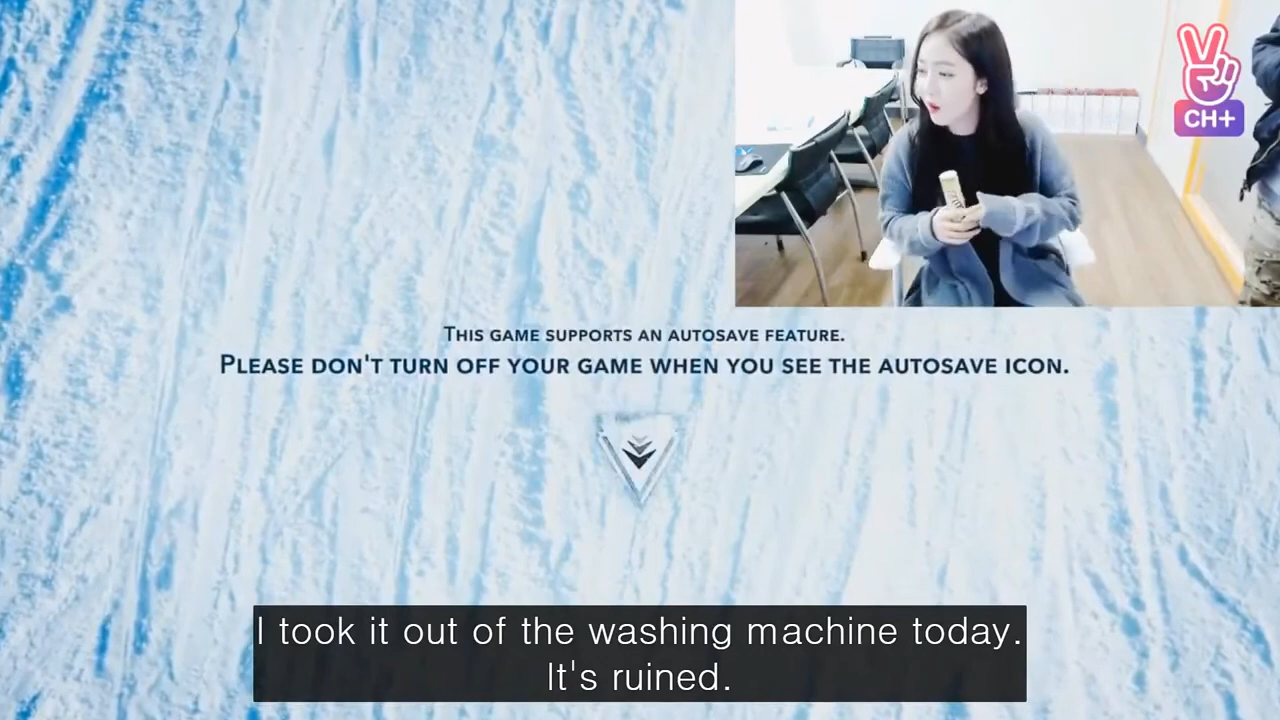 CH+
This game supports an autosave feature.
Please don't turn off your game when you see the autosave icon.
I took it out of the washing machine today.
It's ruined.